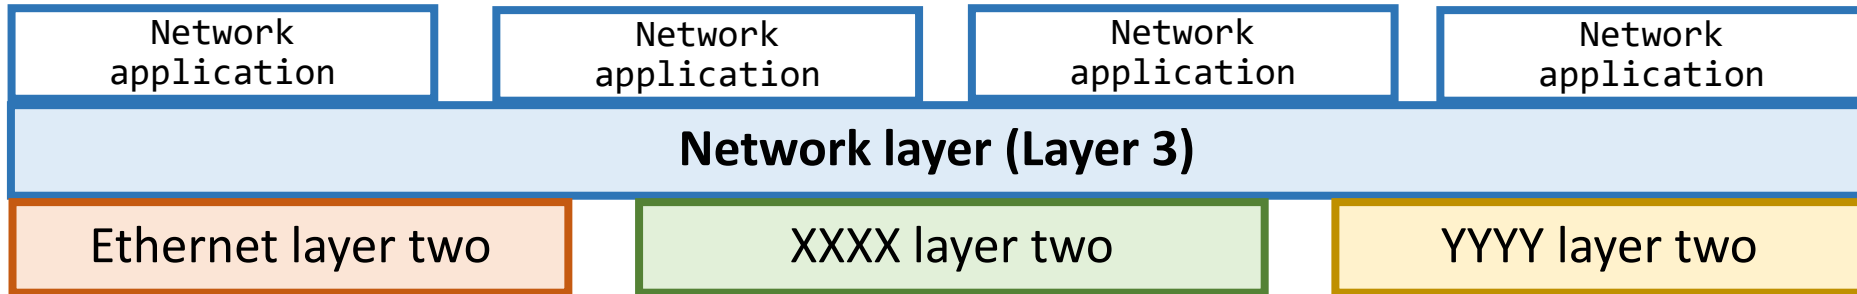 Network
application
Network
application
Network
application
Network
application
Network layer (Layer 3)
Ethernet layer two
XXXX layer two
YYYY layer two